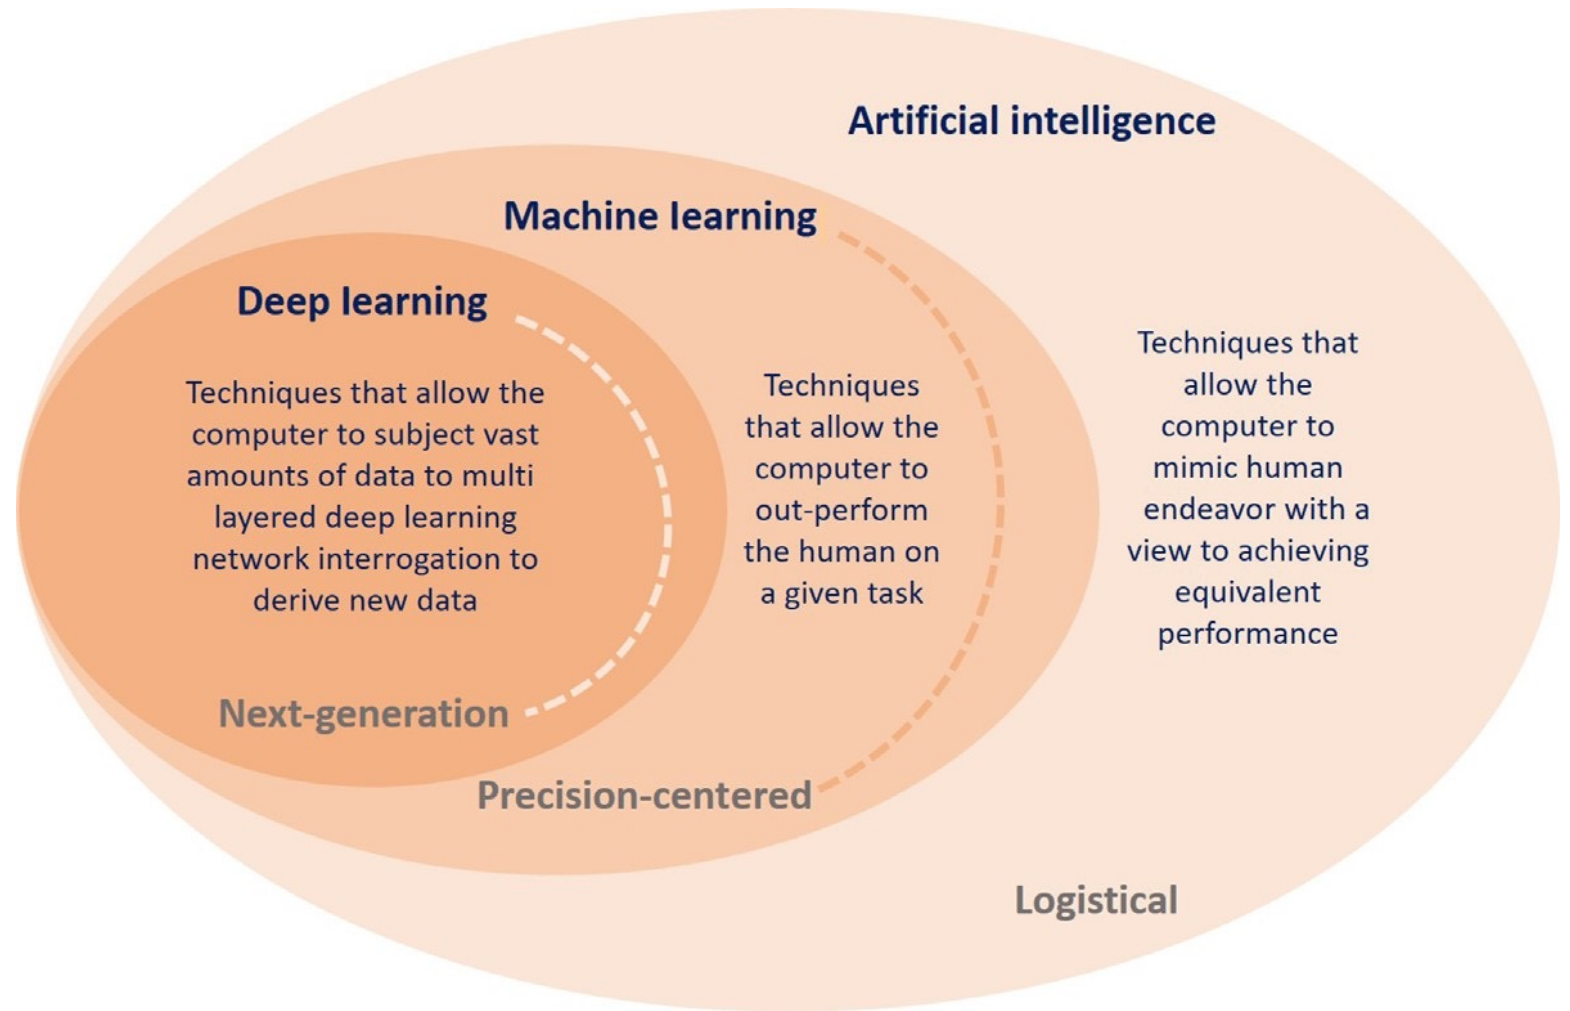 Artificial intelligence
Machine learning
Deep learning
Techniques that allow the
computer to subject vast
amounts of data to multi
layered deep learning
network interrogation to
derive new data
Next-generation
Techniques
that allow the
computer to
out-perform
the human on
a given task
Precision-centered
Techniques that
allow the
computer to
mimic human
endeavor with a
view to achieving
equivalent
performance
Logistical